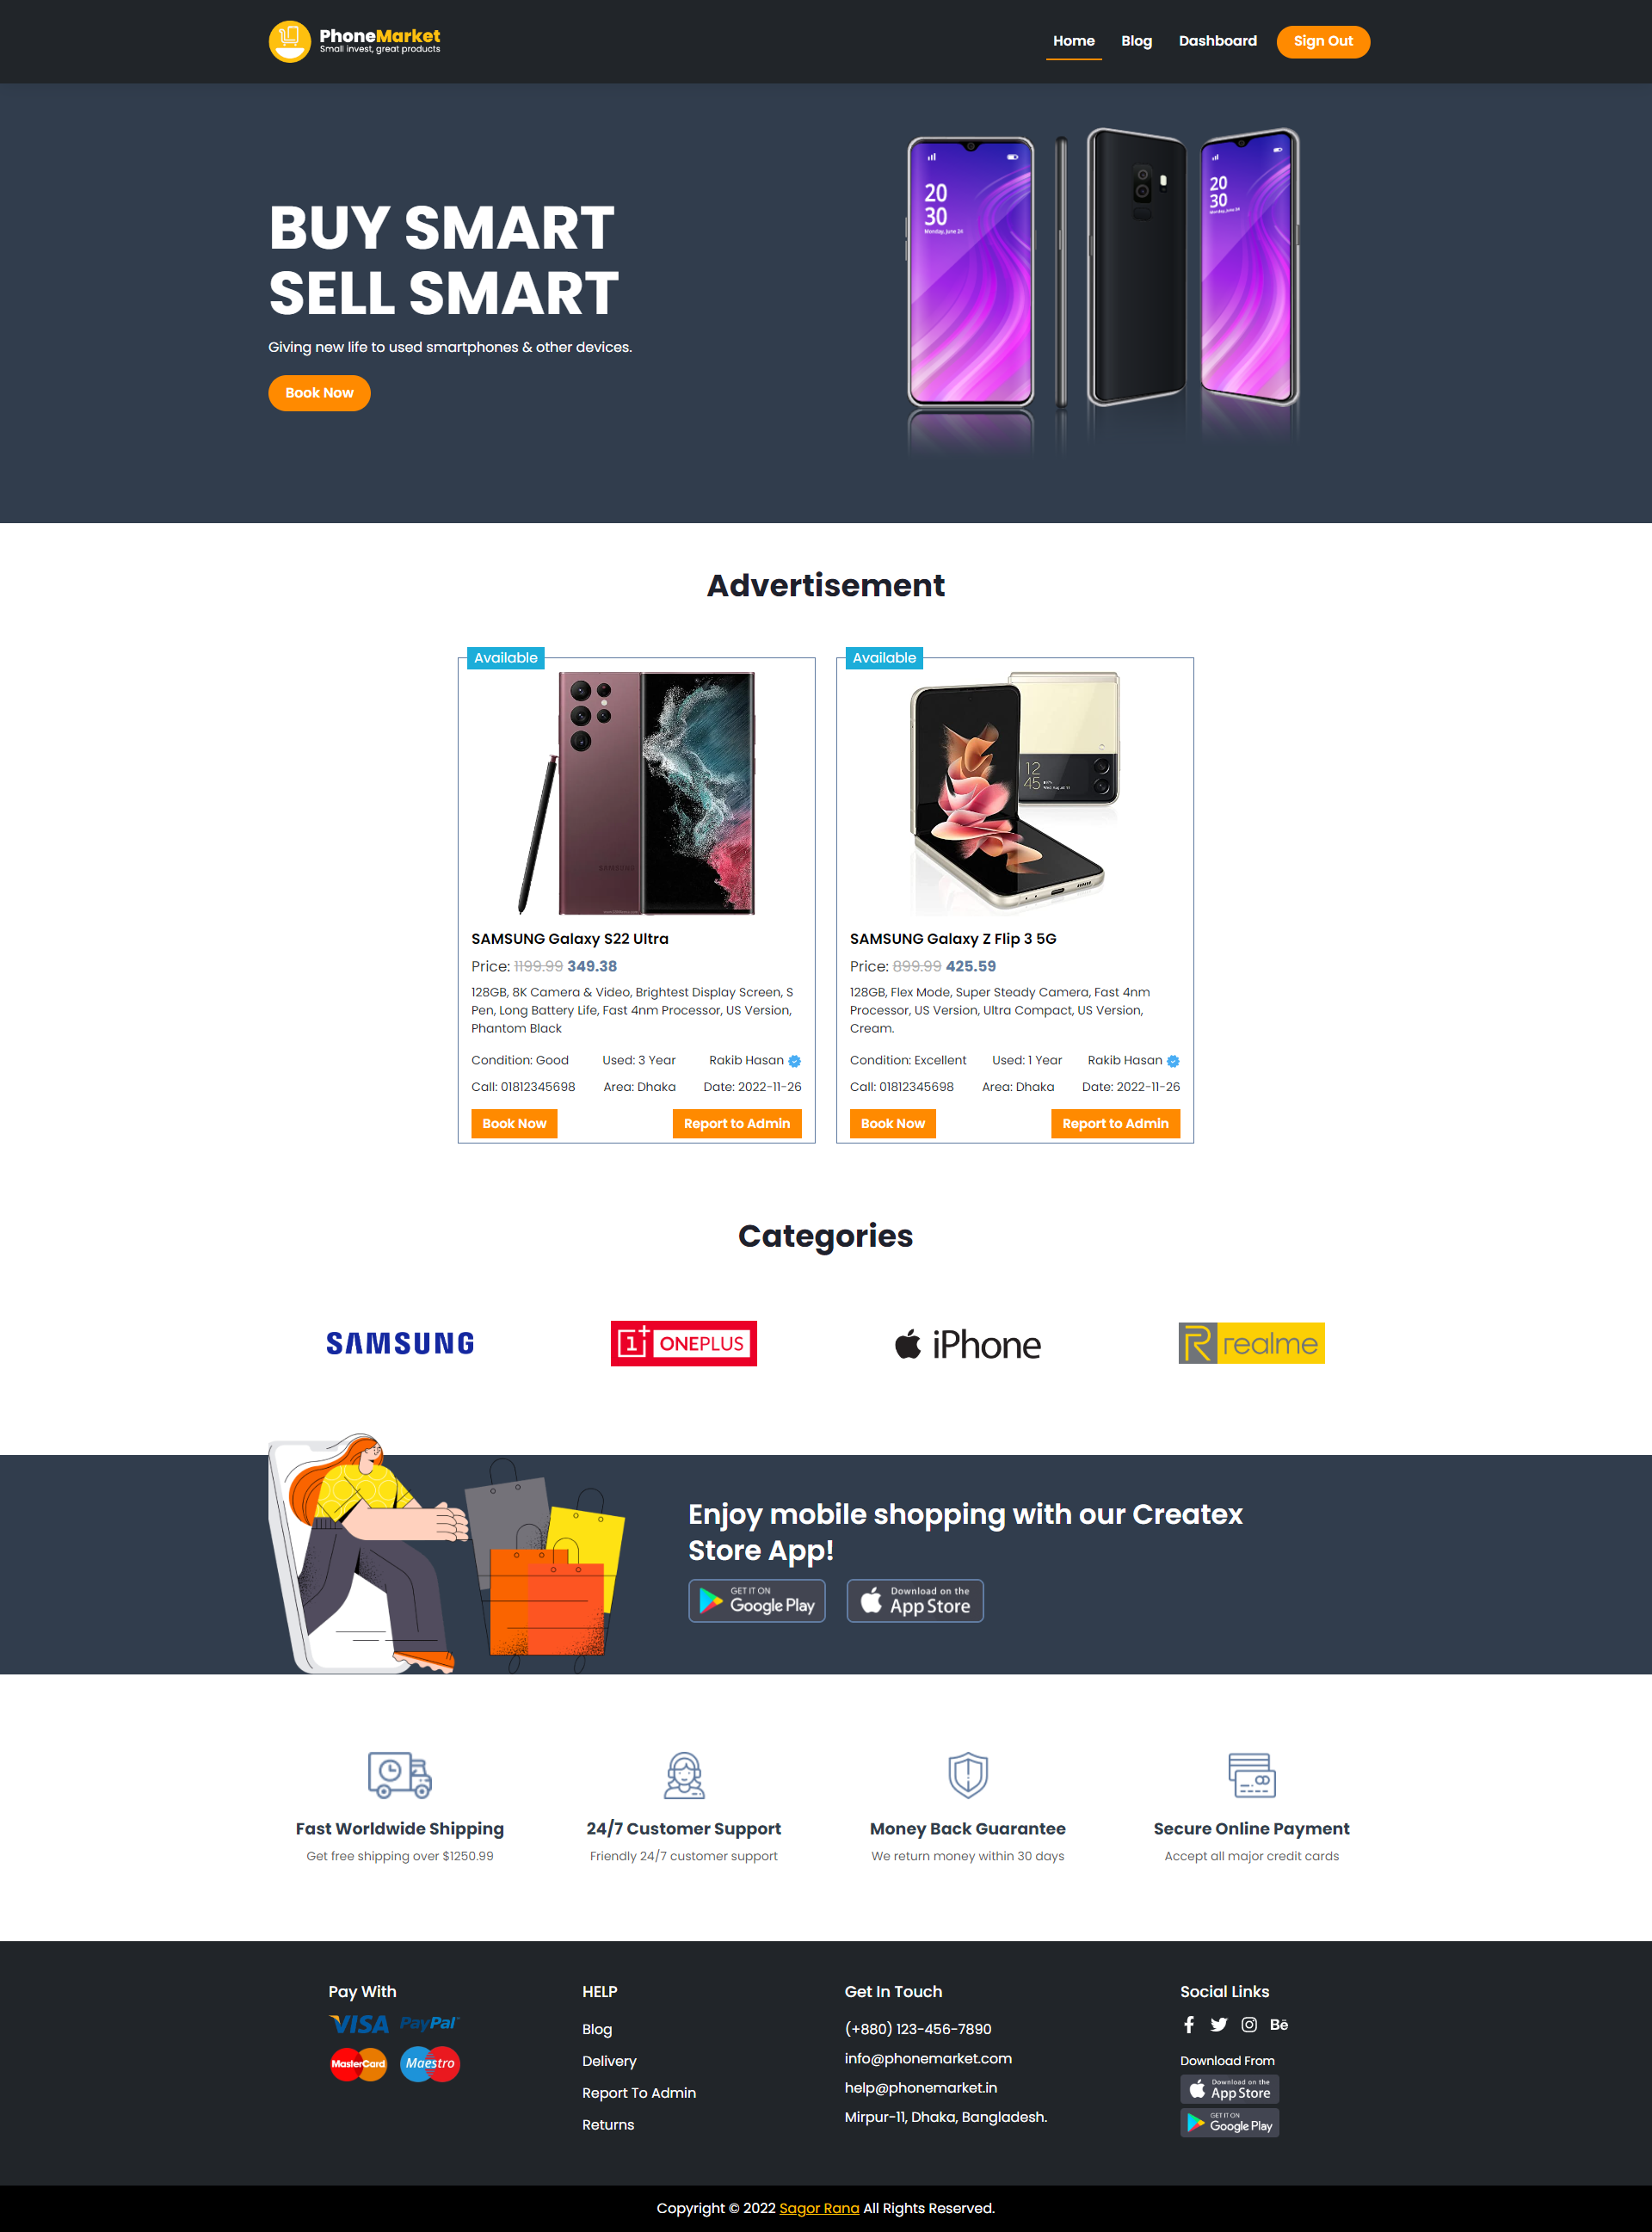 PhoneMarket
Small invest, great products
Home Blog Dashboard Sign Out
BUY SMART
SELL SMART
Giving new life to used smartphones & other devices.
Book Now
20
30
Monday, June 24
20
30
Monday, June 24
Advertisement
Available
SAMSUNG
SAMSUNG Galaxy S22 Ultra
Price: 1199.99 349.38
128GB, 8K Camera & Video, Brightest Display Screen, S
Pen, Long Battery Life, Fast 4nm Processor, US Version,
Phantom Black
Condition: Good Used: 3 Year Rakib Hasan
Call: 01812345698 Area: Dhaka Date: 2022-11-26
Book Now Report to Admin
Available
12
45
SAMSUNG Galaxy Z Flip 3 5G
Price: 899.99 425.59
128GB, Flex Mode, Super Steady Camera, Fast 4nm
Processor, US Version, Ultra Compact, US Version,
Cream.
Condition: Excellent Used: 1 Year Rakib Hasan
Call: 01812345698 Area: Dhaka Date: 2022-11-26
Book Now Report to Admin
Categories
SAMSUNG
1+ ONEPLUS
iPhone
R realme
Enjoy mobile shopping with our Createx
Store App!
GET IT ON
Google Play
Download on the
App Store
Fast Worldwide Shipping
Get free shipping over $1250.99
24/7 Customer Support
Friendly 24/7 customer support
Money Back Guarantee
We return money within 30 days
Secure Online Payment
Accept all major credit cards
Pay With
VISA PayPal
MasterCard Maestro
HELP
Blog
Delivery
Report To Admin
Returns
Get In Touch
(+880) 123-456-7890
info@phonemarket.com
help@phonemarket.in
Mirpur-11, Dhaka, Bangladesh.
Social Links
Bē
Download From
Download on the
App Store
GET IT ON
Google Play
Copyright © 2022 Sagor Rana All Rights Reserved.